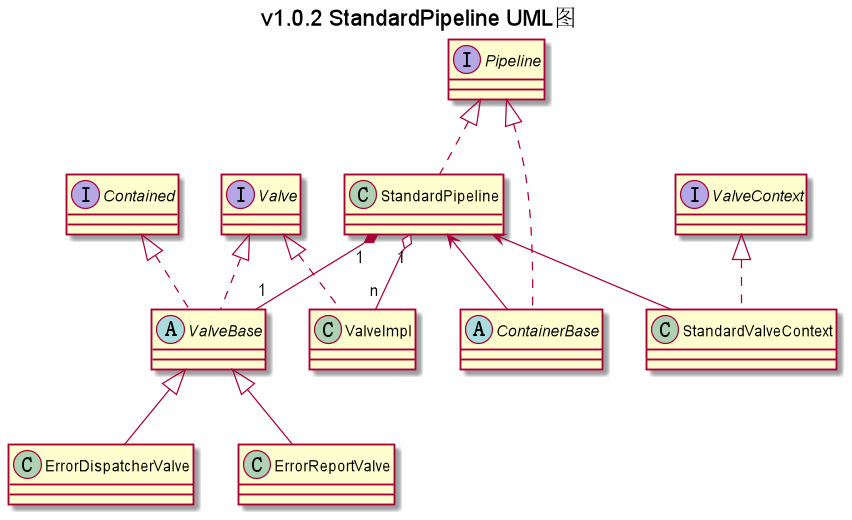 v1.0.2 StandardPipeline UML图
I Pipeline
I Contained
I Valve
C StandardPipeline
I ValveContext
1
1
1
n
A ValveBase
C ValveImpl
A ContainerBase
C StandardValveContext
C ErrorDispatcherValve
C ErrorReportValve